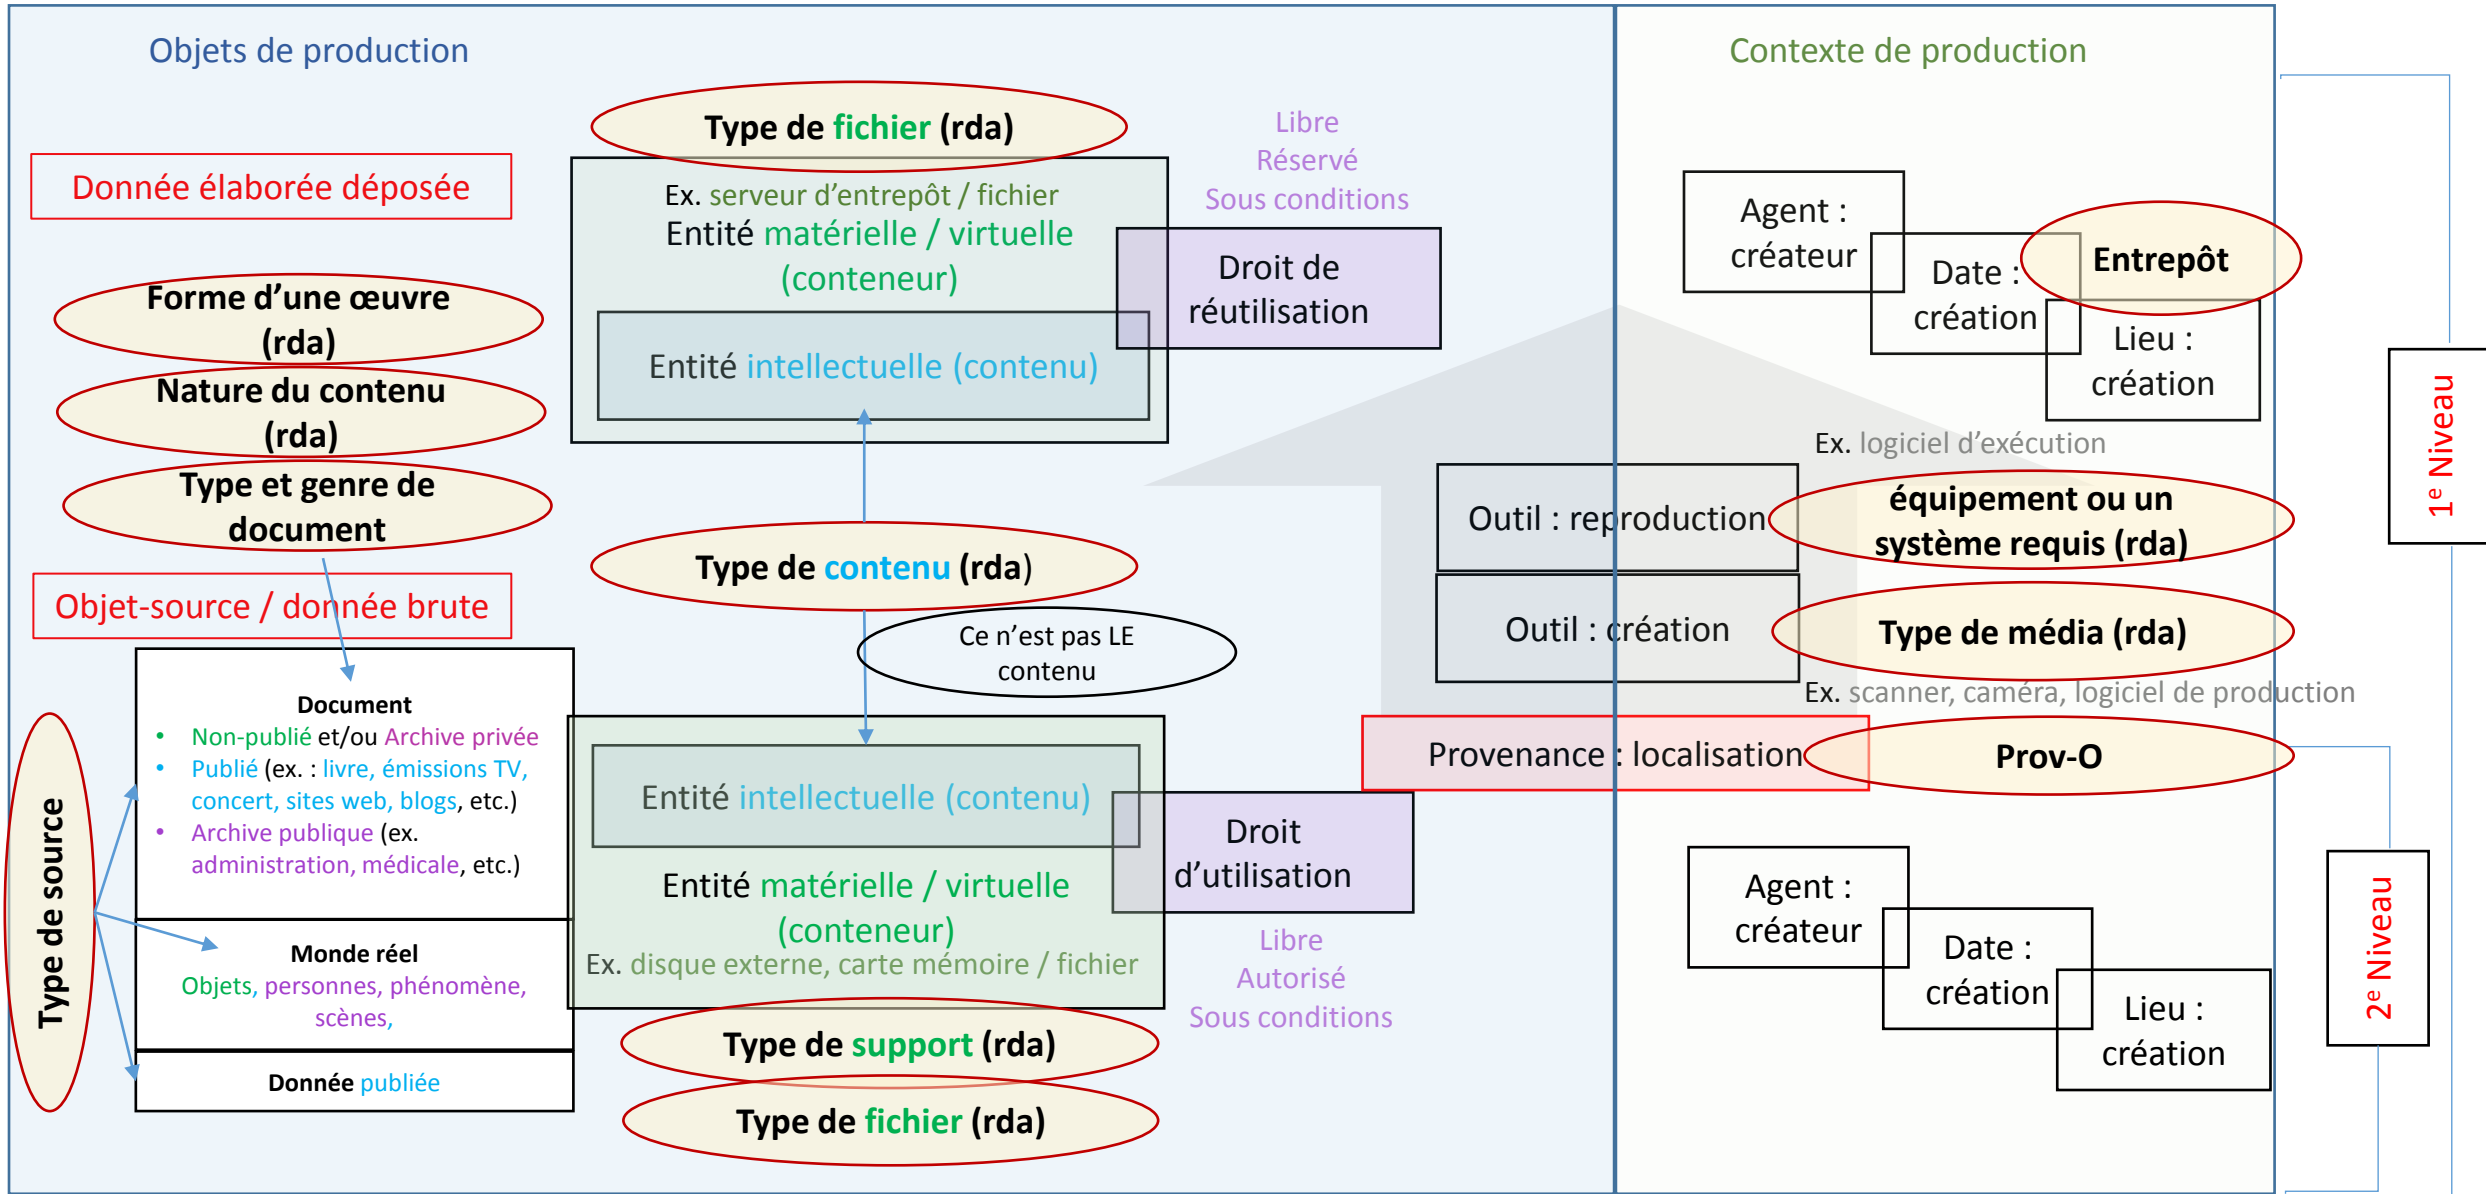 Objets de production
Contexte de production
Type de fichier (rda)
Libre
Réservé
Sous conditions
Donnée élaborée déposée
Ex. serveur d'entrepôt / fichier
Entité matérielle / virtuelle
(conteneur)
Droit de
réutilisation
Entité intellectuelle (contenu)
Agent :
créateur
Date :
création
Entrepôt
Lieu :
création
Forme d'une œuvre
(rda)
Nature du contenu
(rda)
Type et genre de
document
1e Niveau
Ex. logiciel d'exécution
Outil : reproduction
équipement ou un
système requis (rda)
Type de contenu (rda)
Objet-source / donnée brute
Outil : création
Type de média (rda)
Ce n'est pas LE
contenu
Ex. scanner, caméra, logiciel de production
Document
• Non-publié et/ou Archive privée
• Publié (ex. : livre, émissions TV,
concert, sites web, blogs, etc.)
• Archive publique (ex.
administration, médicale, etc.)
Provenance : localisation
Prov-O
Type de source
Entité intellectuelle (contenu)
Droit
d'utilisation
Entité matérielle / virtuelle
(conteneur)
Ex. disque externe, carte mémoire / fichier
Libre
Autorisé
Sous conditions
Agent :
créateur
Date :
création
Lieu :
création
2e Niveau
Monde réel
Objets, personnes, phénomène,
scènes,
Donnée publiée
Type de support (rda)
Type de fichier (rda)